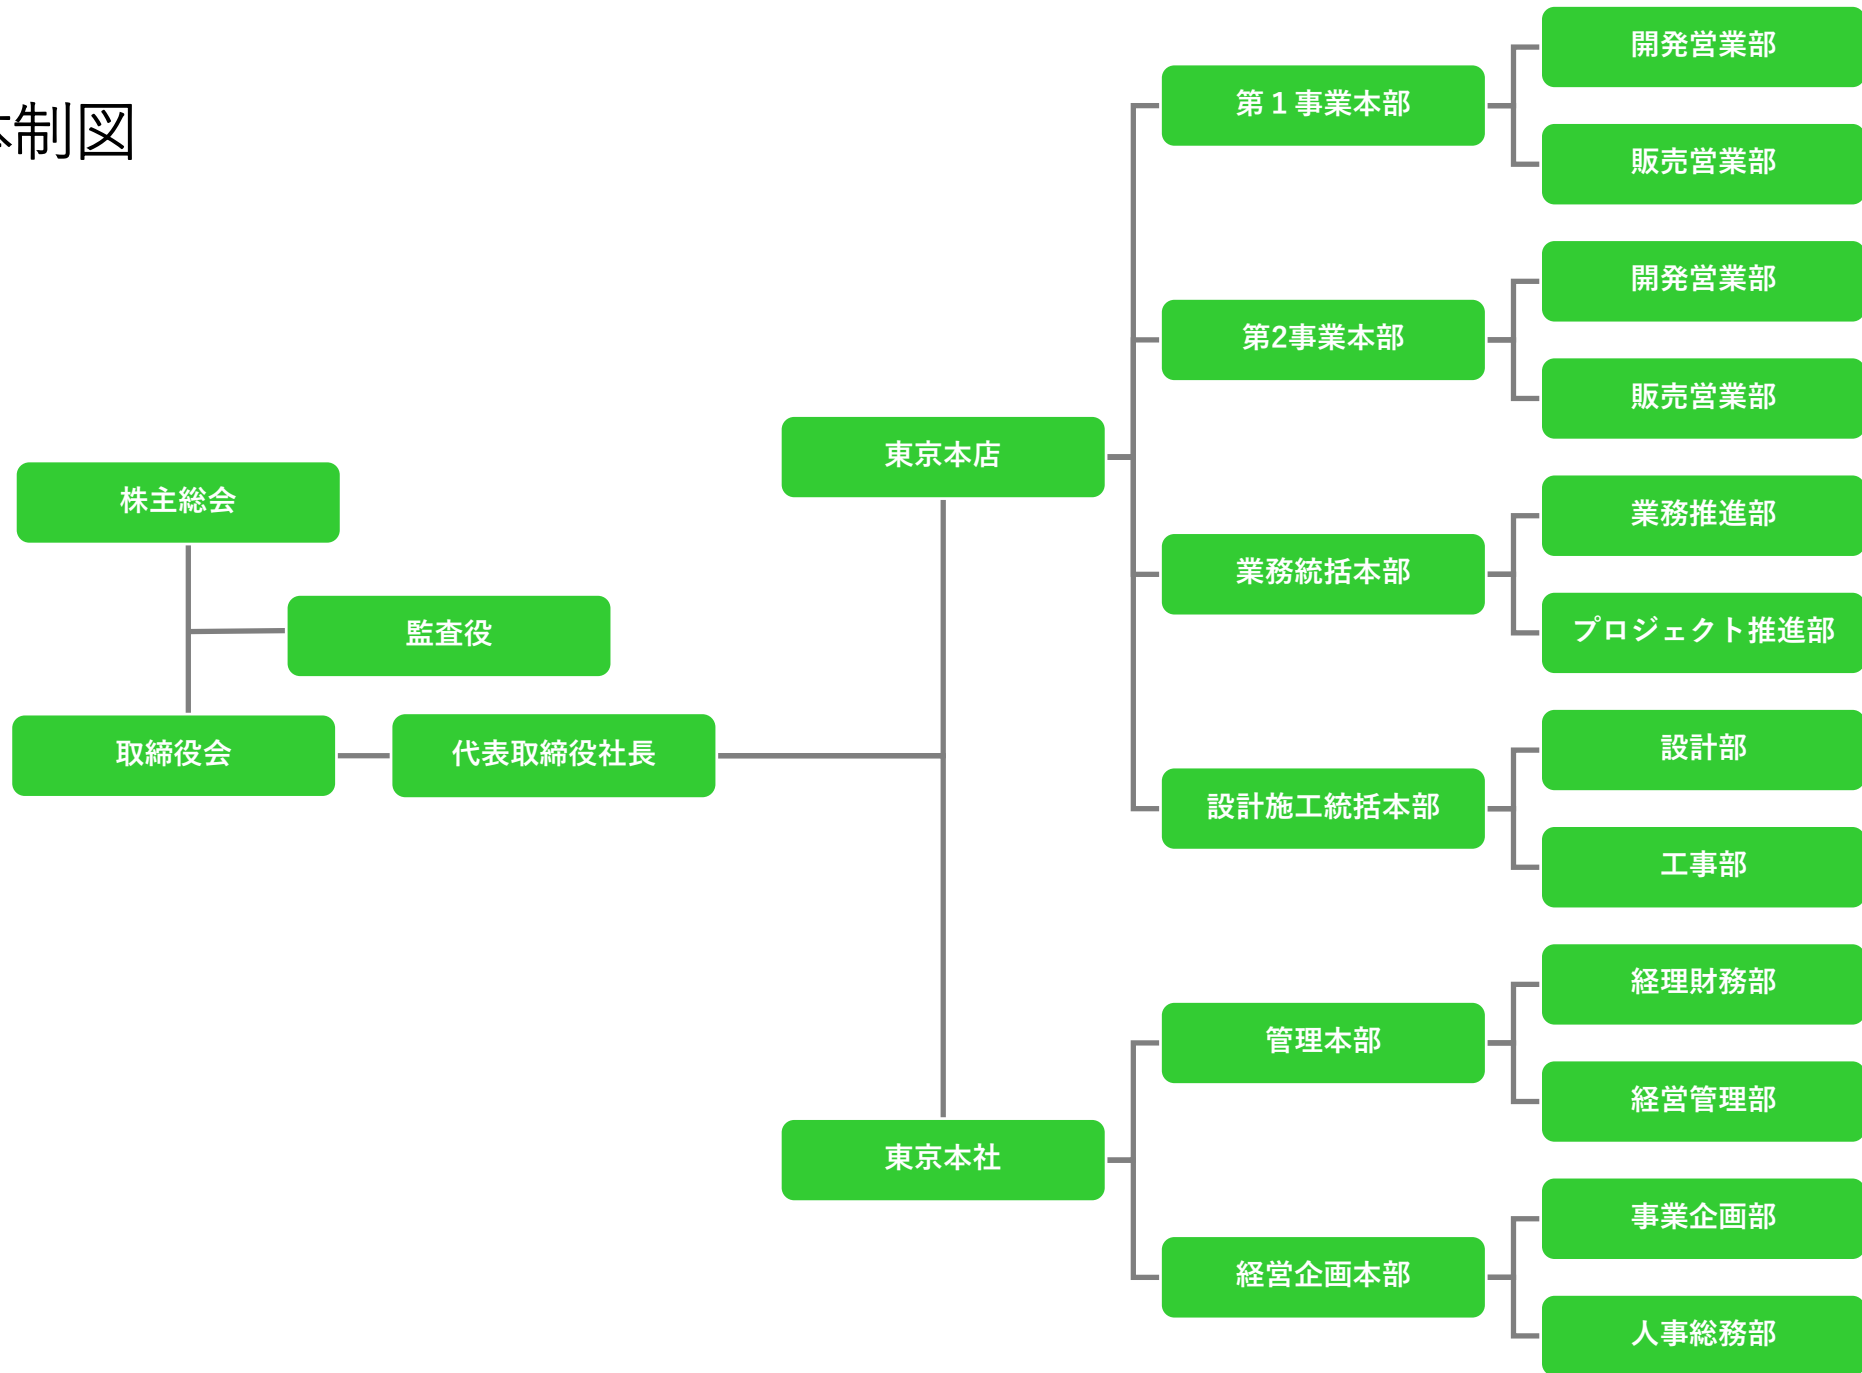 制図
株主総会
監査役
取締役会
代表取締役社長
東京本店
東京本社
第１事業本部
第2事業本部
業務統括本部
設計施工統括本部
管理本部
経営企画本部
開発営業部
販売営業部
開発営業部
販売営業部
業務推進部
プロジェクト推進部
設計部
工事部
経理財務部
経営管理部
事業企画部
人事総務部